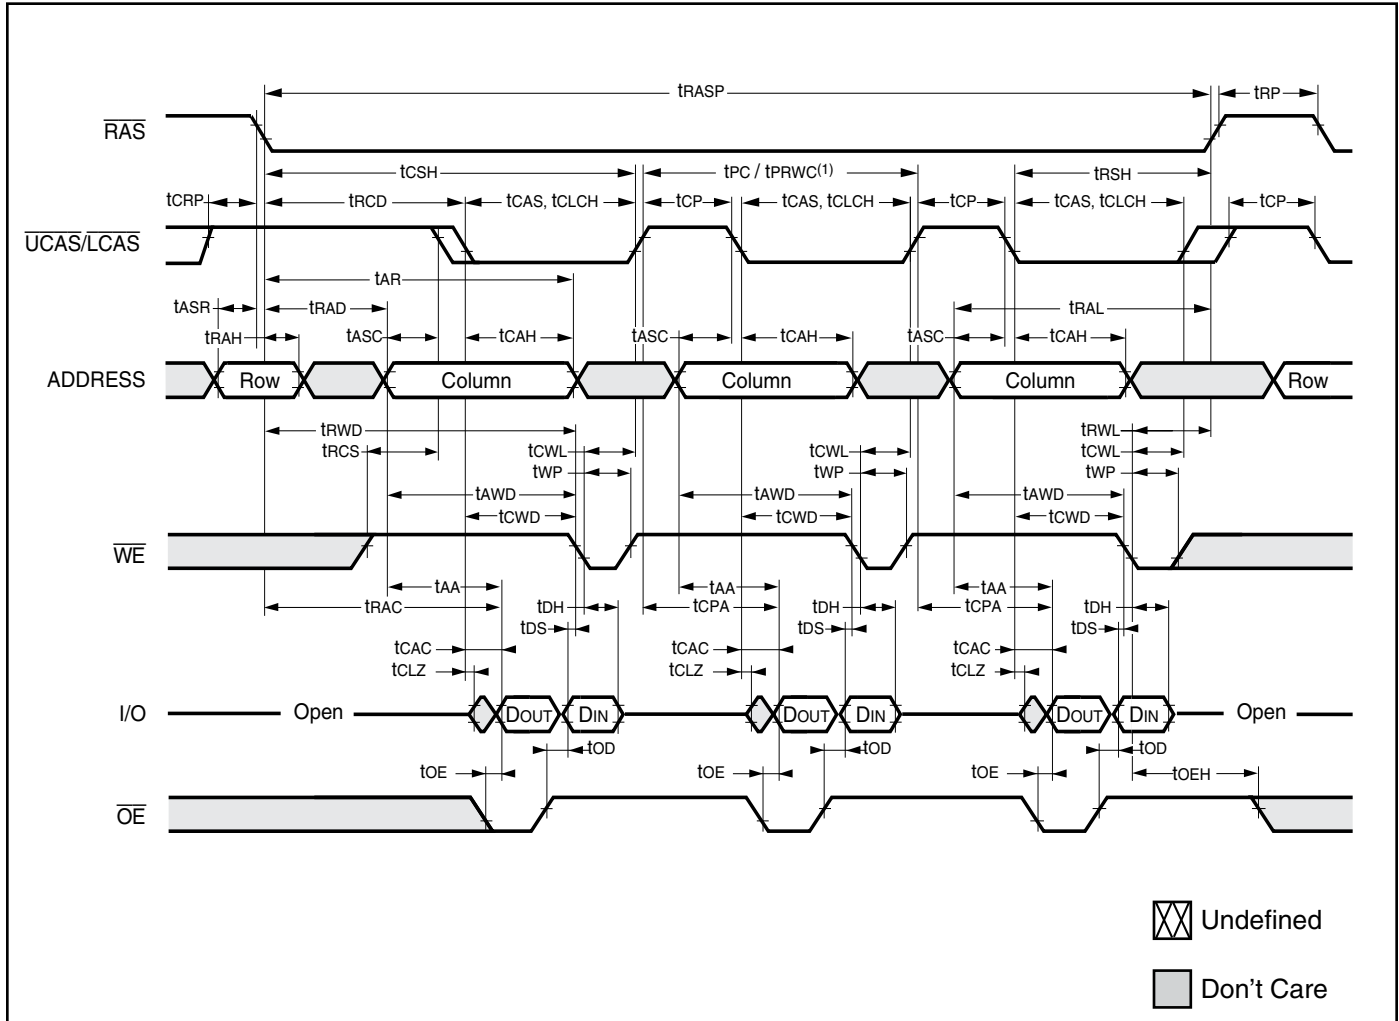 tRASP tRP
RAS
tCSH tPC / tPRWC(1) tRSH
tCRP tRCD tCAS, tCLCH tCP tCAS, tCLCH tCP tCAS, tCLCH tCP
UCAS/LCAS
tAR
tASR tRAD tRAL
tRAH tASC tCAH tASC tCAH tASC tCAH
ADDRESS Row Column Column Column Row
tRWD tRWL
tRCS tCWL tCWL tCWL
tWP tWP tWP
tAWD tAWD tAWD
tCWD tCWD tCWD
WE
tAA tAA tAA
tRAC tDH tCPA tDH tCPA tDH
tDS tDS tDS
tCAC tCAC tCAC
tCLZ tCLZ tCLZ
I/O Open DOUT DIN DOUT DIN DOUT DIN Open
tOD tOD tOD
tOE tOE tOE tOEH
OE
Undefined
Don't Care